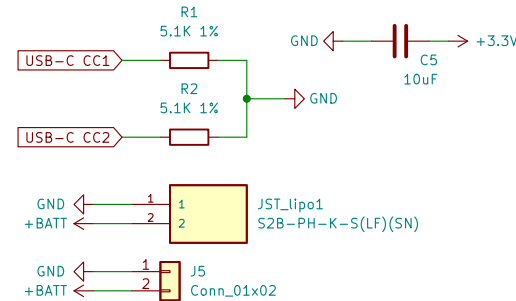 R1
5.1K 1%
USB-C CC1
R2
5.1K 1%
USB-C CC2
GND
GND
+3.3V
C5
10uF
GND
+BATT
1
2
1
2
JST_lipo1
S2B-PH-K-S(LF)(SN)
GND
+BATT
1
2
J5
Conn_01x02